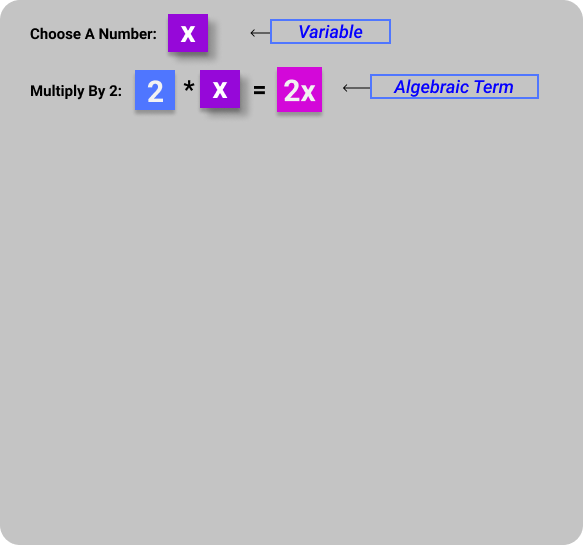 Choose A Number: x Variable
Multiply By 2: 2 * x = 2x Algebraic Term